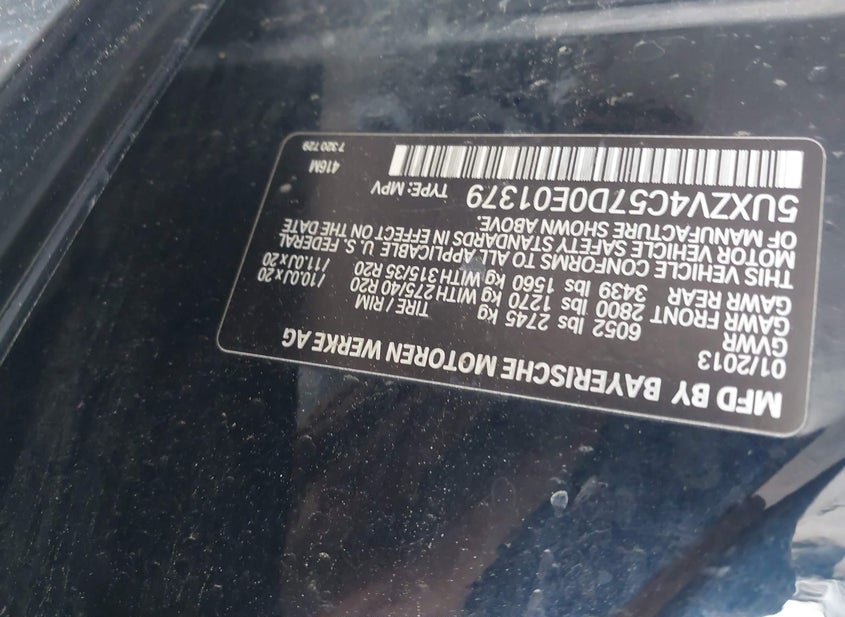 MFD BY BAYERISCHE MOTOREN WERKE AG
01/2013
GVWR 6052 lbs 2745 kg TIRE / RIM
GAWR FRONT 2800 lbs 1270 kg WITH 275/40 R20 /10.0J x 20
GAWR REAR 3439 lbs 1560 kg WITH 315/35 R20 /11.0J x 20
THIS VEHICLE CONFORMS TO ALL APPLICABLE U.S. FEDERAL
MOTOR VEHICLE SAFETY STANDARDS IN EFFECT ON THE DATE
OF MANUFACTURE SHOWN ABOVE.
5UXZV4C57D0E01379 TYPE: MPV
416M
7 320 729